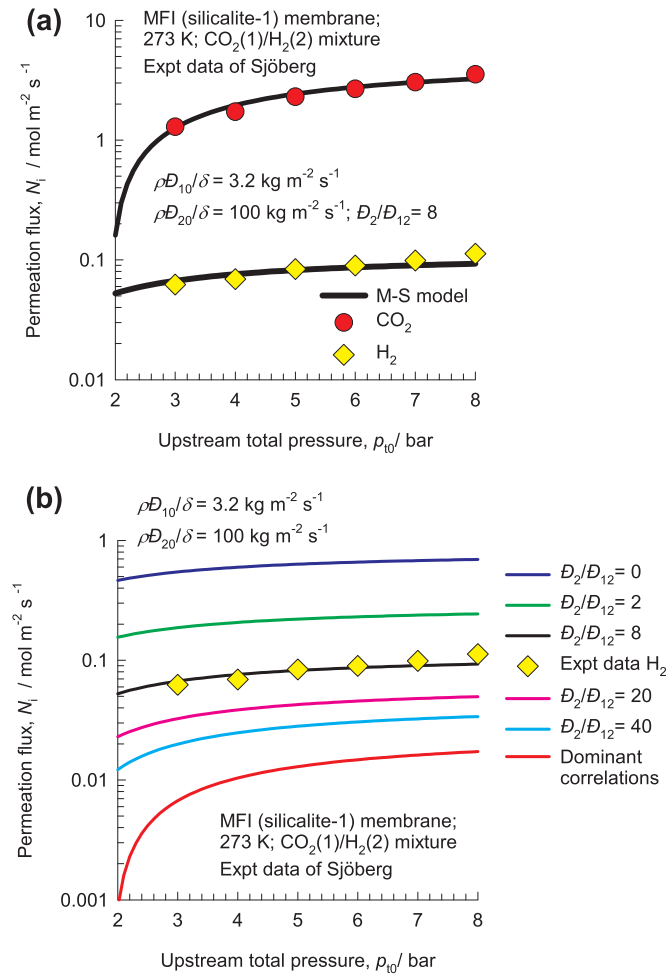 (a)
MFI (silicalite-1) membrane;
273 K; CO₂(1)/H₂(2) mixture
Expt data of Sjöberg
ρĐ₁₀/δ = 3.2 kg m⁻² s⁻¹
ρĐ₂₀/δ = 100 kg m⁻² s⁻¹; Đ₂/Đ₁₂= 8
M-S model
CO₂
H₂
Permeation flux, Nᵢ / mol m⁻² s⁻¹
10
1
0.1
0.01
2 3 4 5 6 7 8
Upstream total pressure, pₜ₀/ bar
(b)
ρĐ₁₀/δ = 3.2 kg m⁻² s⁻¹
ρĐ₂₀/δ = 100 kg m⁻² s⁻¹
Permeation flux, Nᵢ/ mol m⁻² s⁻¹
1
0.1
0.01
0.001
Đ₂/Đ₁₂= 0
Đ₂/Đ₁₂= 2
Đ₂/Đ₁₂= 8
Expt data H₂
Đ₂/Đ₁₂= 20
Đ₂/Đ₁₂= 40
Dominant
correlations
MFI (silicalite-1) membrane;
273 K; CO₂(1)/H₂(2) mixture
Expt data of Sjöberg
2 3 4 5 6 7 8
Upstream total pressure, pₜ₀/ bar